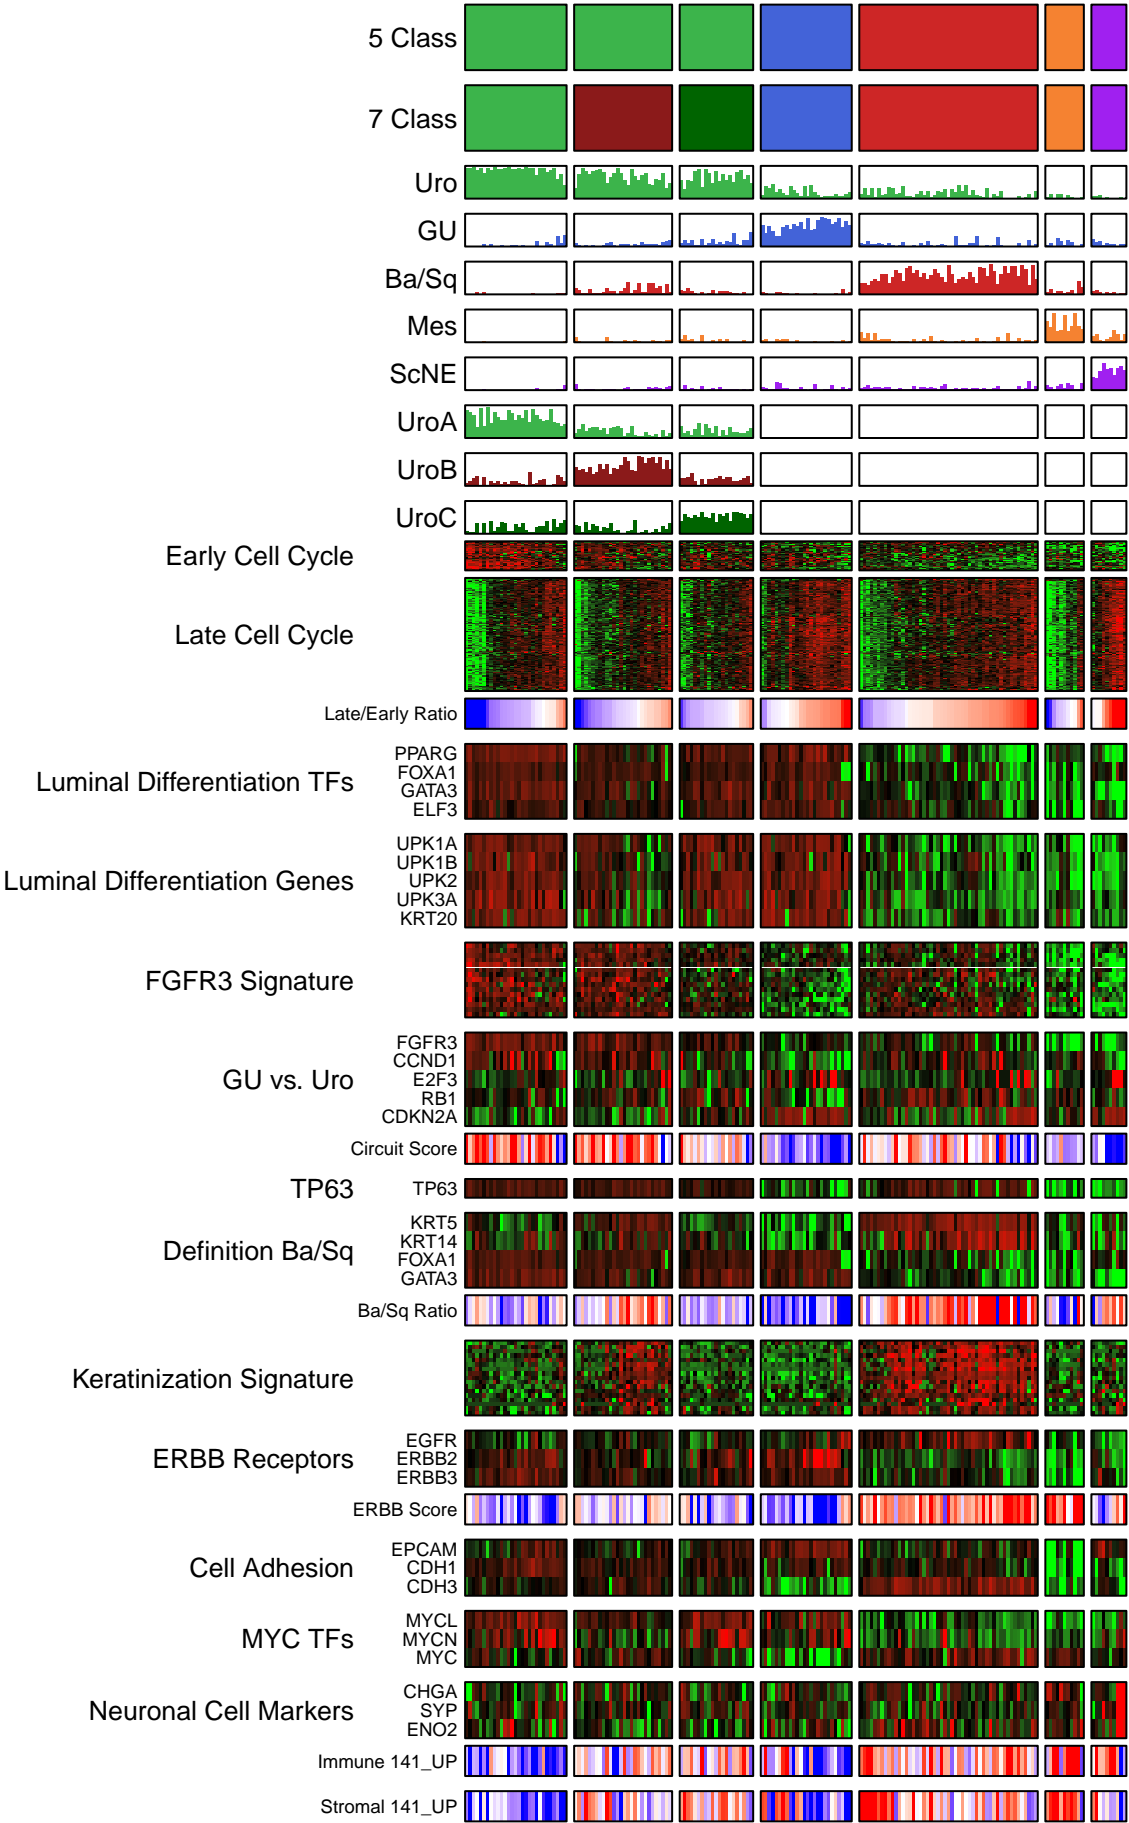 5 Class
7 Class
Uro
GU
Ba/Sq
Mes
ScNE
UroA
UroB
UroC
Early Cell Cycle
Late Cell Cycle
Late/Early Ratio
Luminal Differentiation TFs
PPARG
FOXA1
GATA3
ELF3
Luminal Differentiation Genes
UPK1A
UPK1B
UPK2
UPK3A
KRT20
FGFR3 Signature
GU vs. Uro
FGFR3
CCND1
E2F3
RB1
CDKN2A
Circuit Score
TP63
TP63
Definition Ba/Sq
KRT5
KRT14
FOXA1
GATA3
Ba/Sq Ratio
Keratinization Signature
ERBB Receptors
EGFR
ERBB2
ERBB3
ERBB Score
Cell Adhesion
EPCAM
CDH1
CDH3
MYC TFs
MYCL
MYCN
MYC
Neuronal Cell Markers
CHGA
SYP
ENO2
Immune 141_UP
Stromal 141_UP